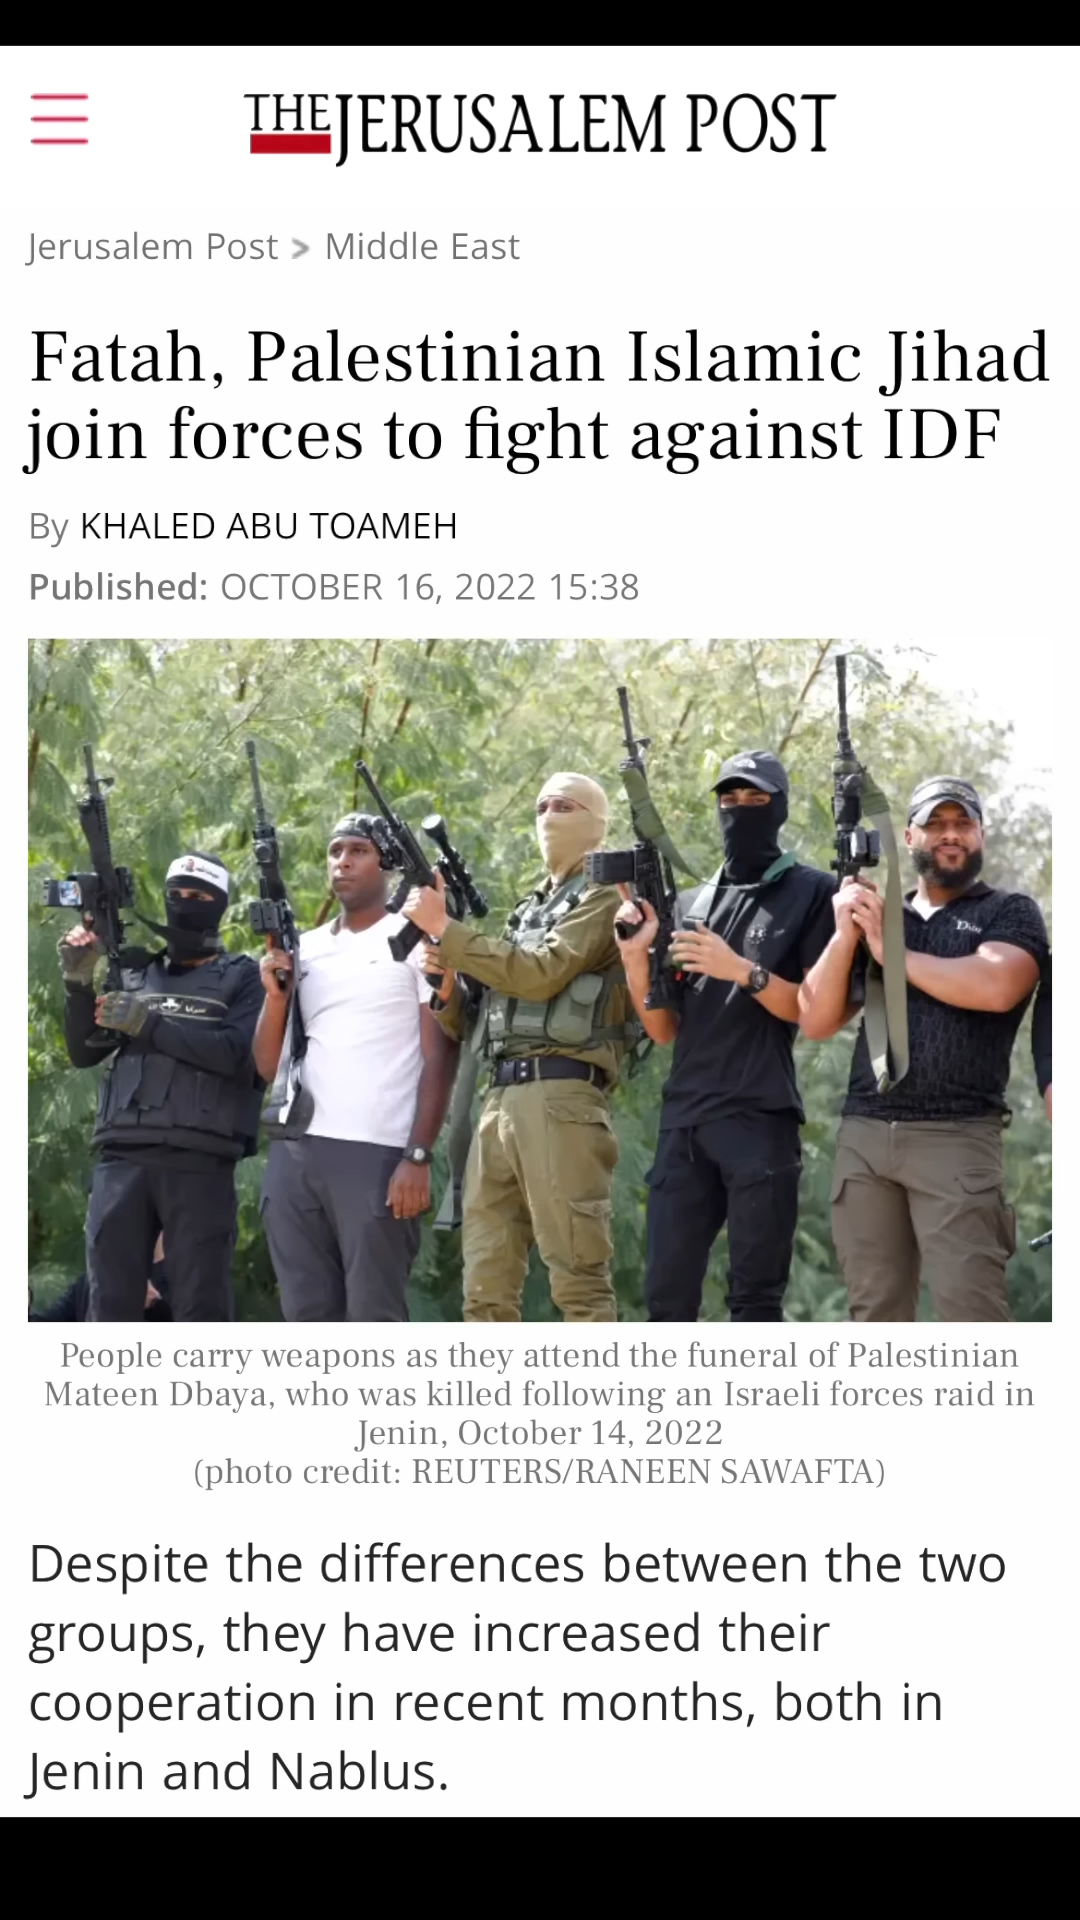 THE JERUSALEM POST
Jerusalem Post > Middle East
Fatah, Palestinian Islamic Jihad
join forces to fight against IDF
By KHALED ABU TOAMEH
Published: OCTOBER 16, 2022 15:38
Dior
People carry weapons as they attend the funeral of Palestinian
Mateen Dbaya, who was killed following an Israeli forces raid in
Jenin, October 14, 2022
(photo credit: REUTERS/RANEEN SAWAFTA)
Despite the differences between the two
groups, they have increased their
cooperation in recent months, both in
Jenin and Nablus.